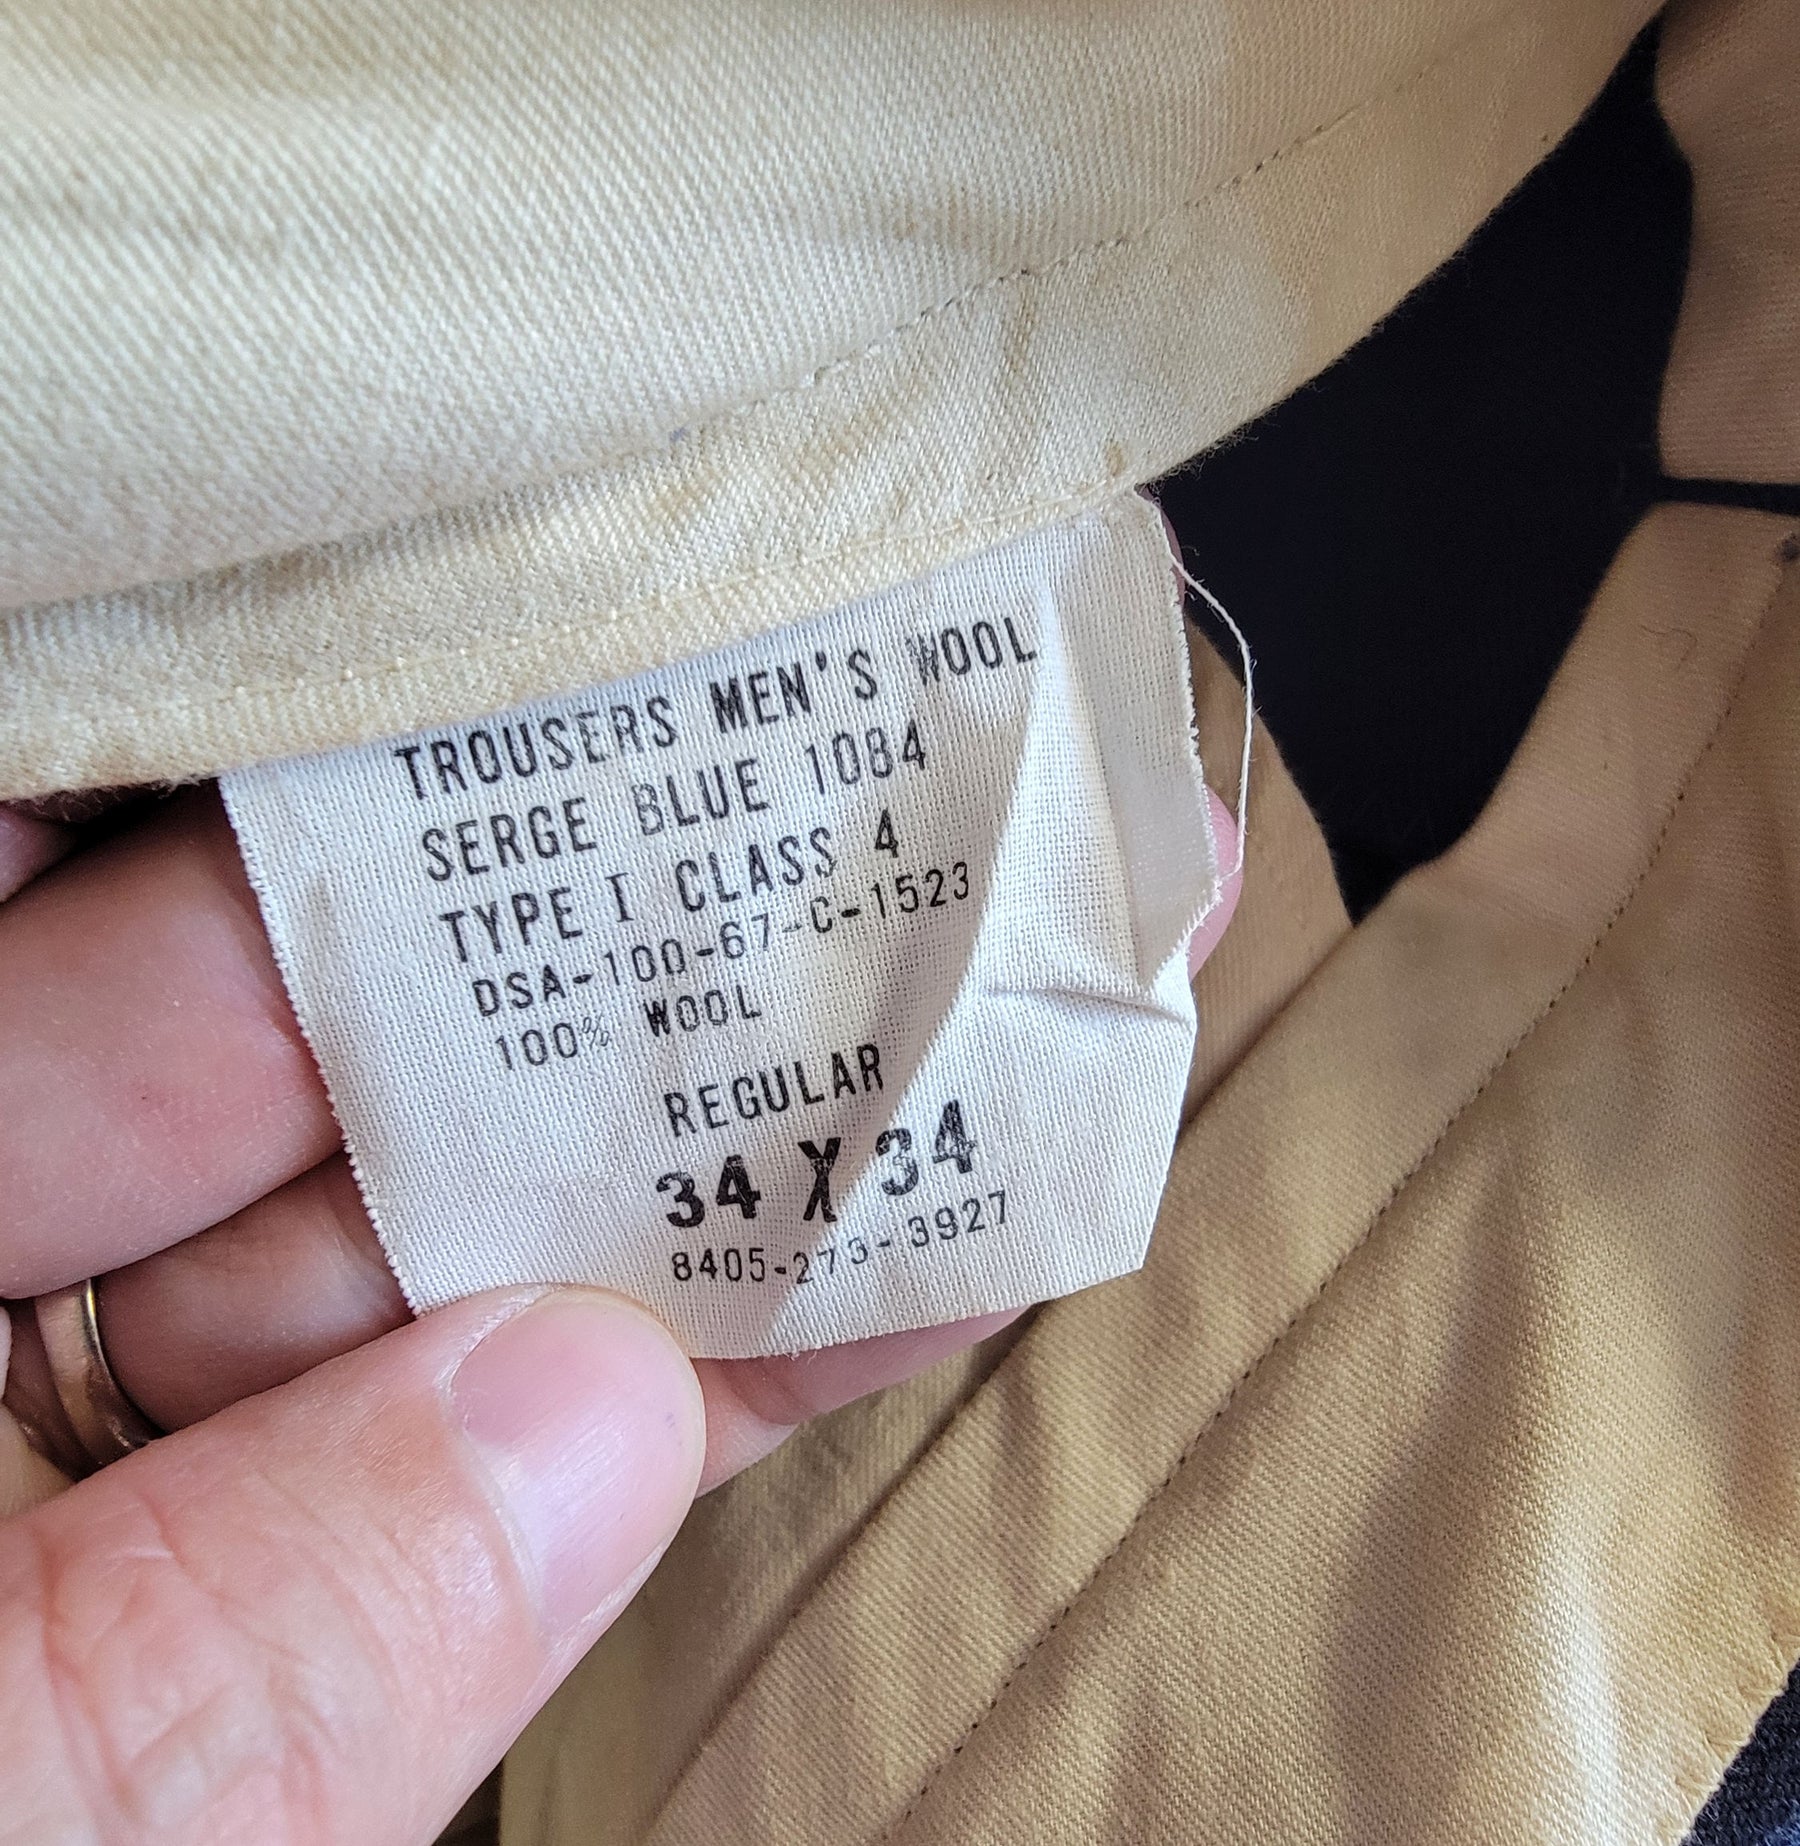 TROUSERS MEN'S WOOL
SERGE BLUE 1084
TYPE I CLASS 4
DSA-100-67-C-1523
100% WOOL
REGULAR
34 X 34
8405-273-3927